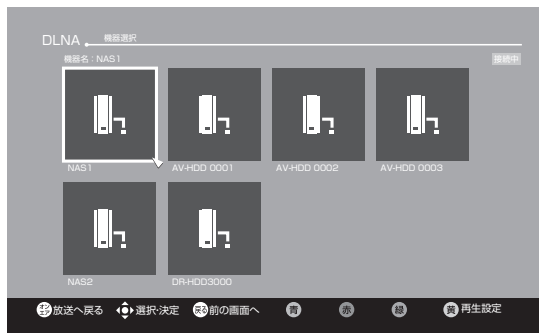 DLNA 機器選択
機器名：NAS1 接続中
NAS1 AV-HDD 0001 AV-HDD 0002 AV-HDD 0003
NAS2 DR-HDD3000
放送へ戻る 選択・決定 戻る 前の画面へ 青 赤 緑 黄 再生設定